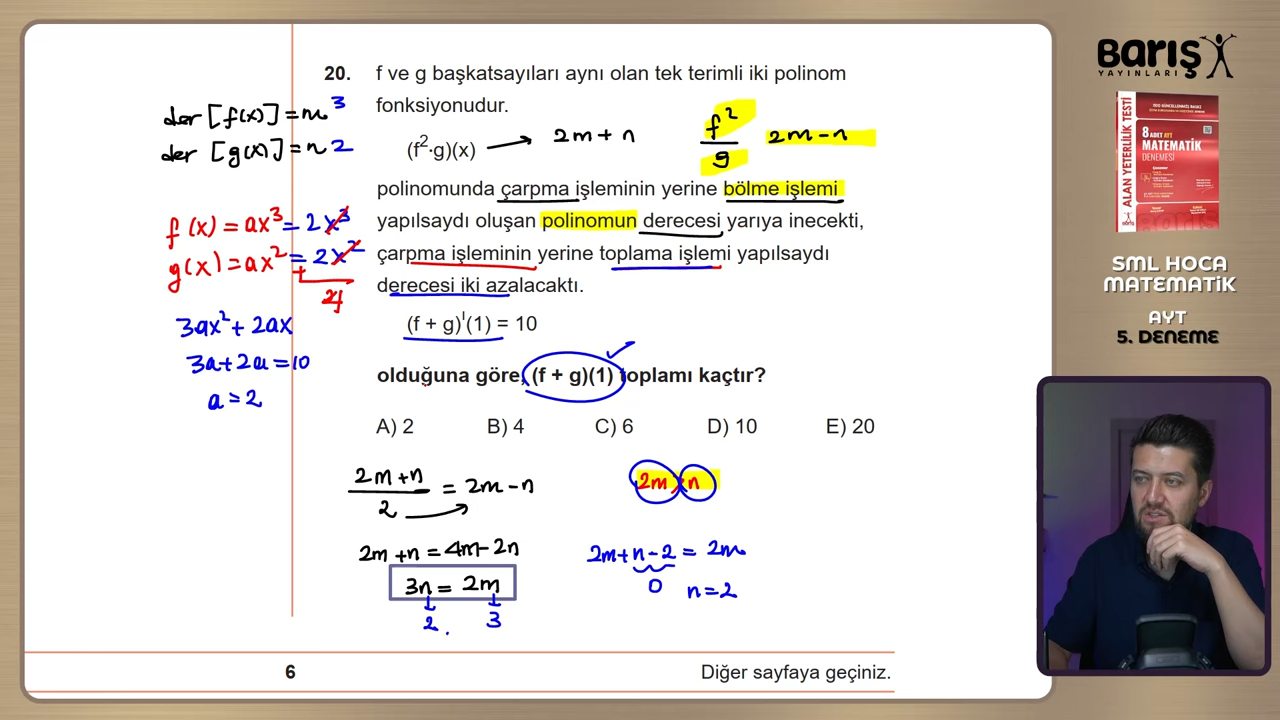 20. f ve g başkatsayıları aynı olan tek terimli iki polinom
fonksiyonudur.
(f²·g)(x) → 2m + n
f²
g
2m - n
polinomunda çarpma işleminin yerine bölme işlemi
yapılsaydı oluşan polinomun derecesi yarıya inecekti,
çarpma işleminin yerine toplama işlemi yapılsaydı
derecesi iki azalacaktı.
(f + g)'(1) = 10
olduğuna göre, (f + g)(1) toplamı kaçtır?
A) 2 B) 4 C) 6 D) 10 E) 20
der [f(x)] = m 3
der [g(x)] = n 2
f(x) = ax³ = 2x³
g(x) = ax² = 2x²
+
4
3ax² + 2ax
3a + 2a = 10
a = 2
2m + n
2
= 2m - n
2m + n = 4m - 2n
3n = 2m
2 3
2m > n
2m + n - 2 = 2m
0 n = 2
6 Diğer sayfaya geçiniz.
BARIŞ
YAYINLARI
ALAN YETERLİLİK TESTİ
8 ADET AYT
MATEMATİK
DENEMESİ
SML HOCA
MATEMATİK
AYT
5. DENEME